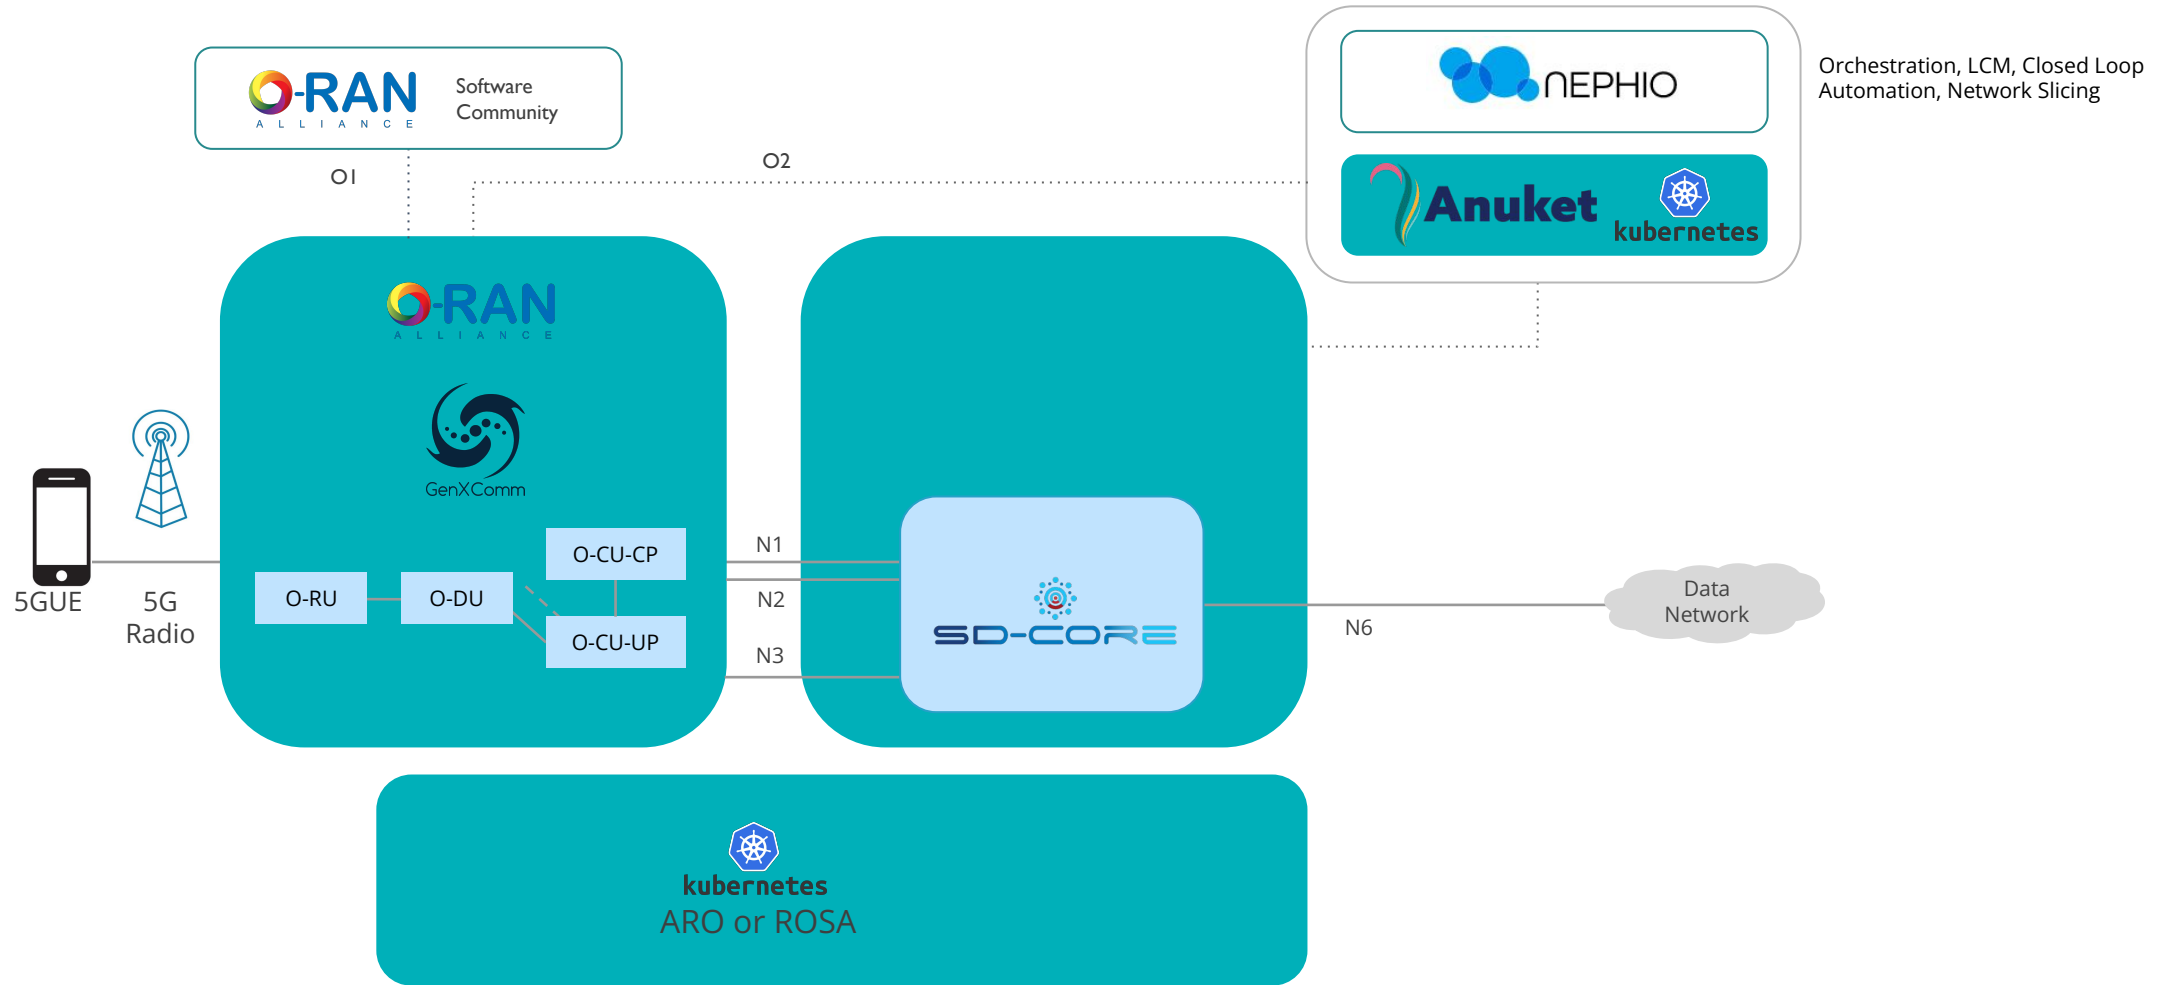 O-RAN
ALLIANCE
Software
Community
NEPHIO
Orchestration, LCM, Closed Loop
Automation, Network Slicing
O1
O2
Anuket
kubernetes
O-RAN
ALLIANCE
GenXComm
5GUE
5G
Radio
O-RU
O-DU
O-CU-CP
O-CU-UP
N1
N2
N3
SD-CORE
N6
Data
Network
kubernetes
ARO or ROSA